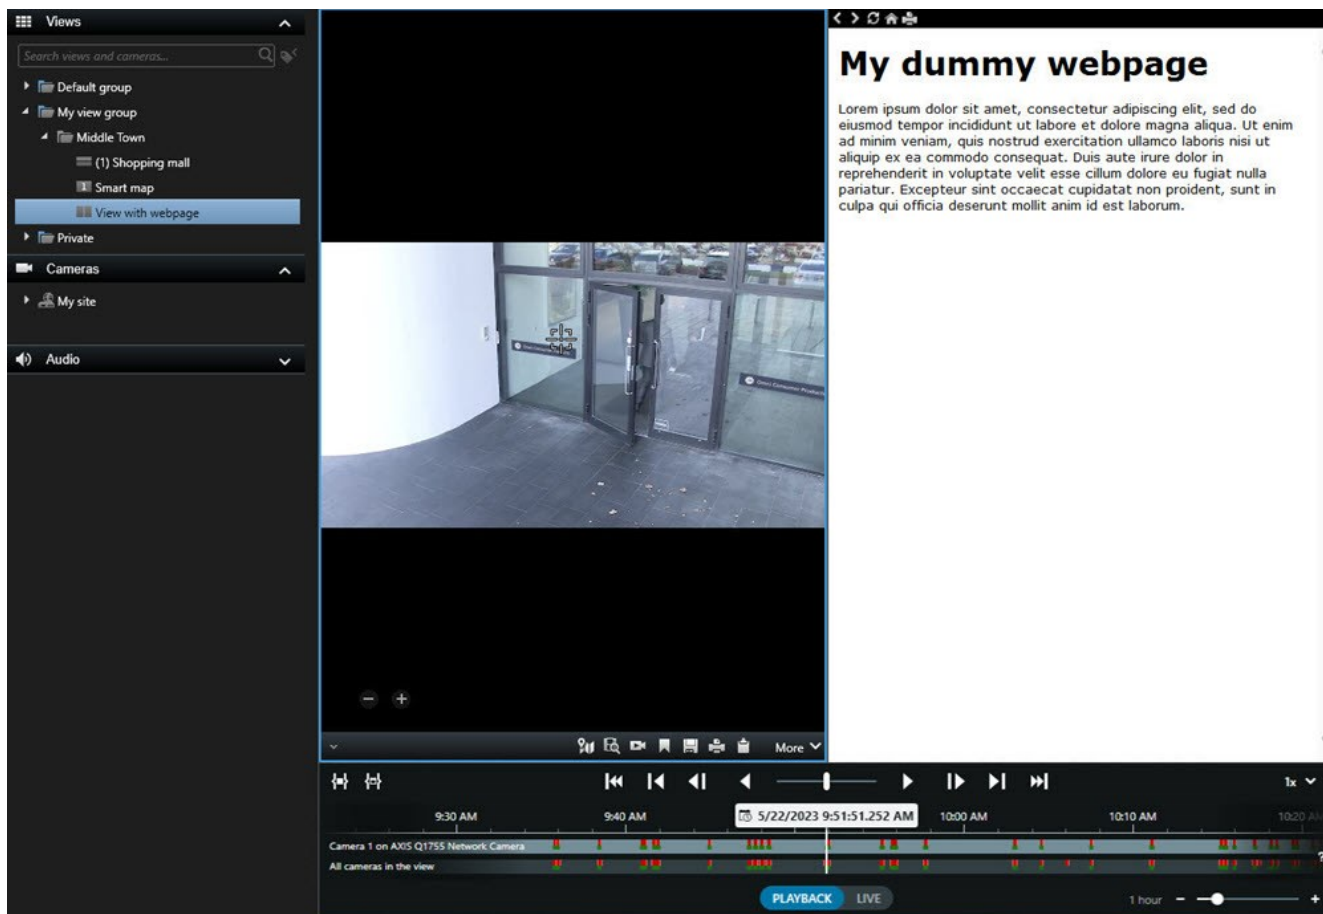 Views
Search views and cameras...
Default group
My view group
Middle Town
(1) Shopping mall
1 Smart map
View with webpage
Private
Cameras
My site
Audio
Omni Consumer Products
More
My dummy webpage
Lorem ipsum dolor sit amet, consectetur adipiscing elit, sed do
eiusmod tempor incididunt ut labore et dolore magna aliqua. Ut enim
ad minim veniam, quis nostrud exercitation ullamco laboris nisi ut
aliquip ex ea commodo consequat. Duis aute irure dolor in
reprehenderit in voluptate velit esse cillum dolore eu fugiat nulla
pariatur. Excepteur sint occaecat cupidatat non proident, sunt in
culpa qui officia deserunt mollit anim id est laborum.
1x
9:30 AM 9:40 AM 5/22/2023 9:51:51.252 AM 10:00 AM 10:10 AM 10:20 AM
Camera 1 on AXIS Q1755 Network Camera
All cameras in the view
PLAYBACK LIVE
1 hour